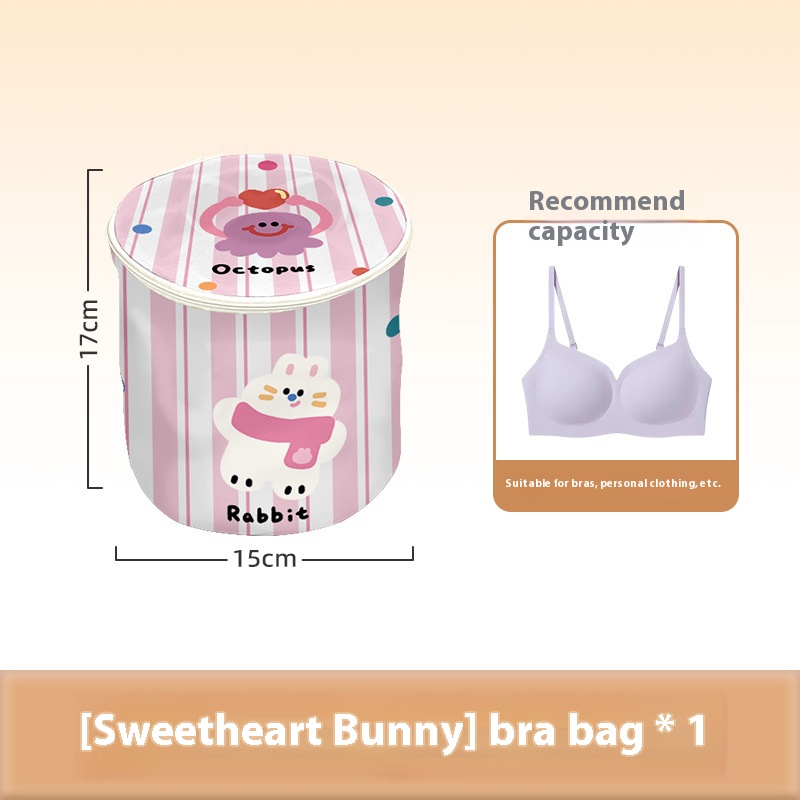 Octopus
Rabbit
17cm
15cm
Recommend
capacity
Suitable for bras, personal clothing, etc.
[Sweetheart Bunny] bra bag * 1